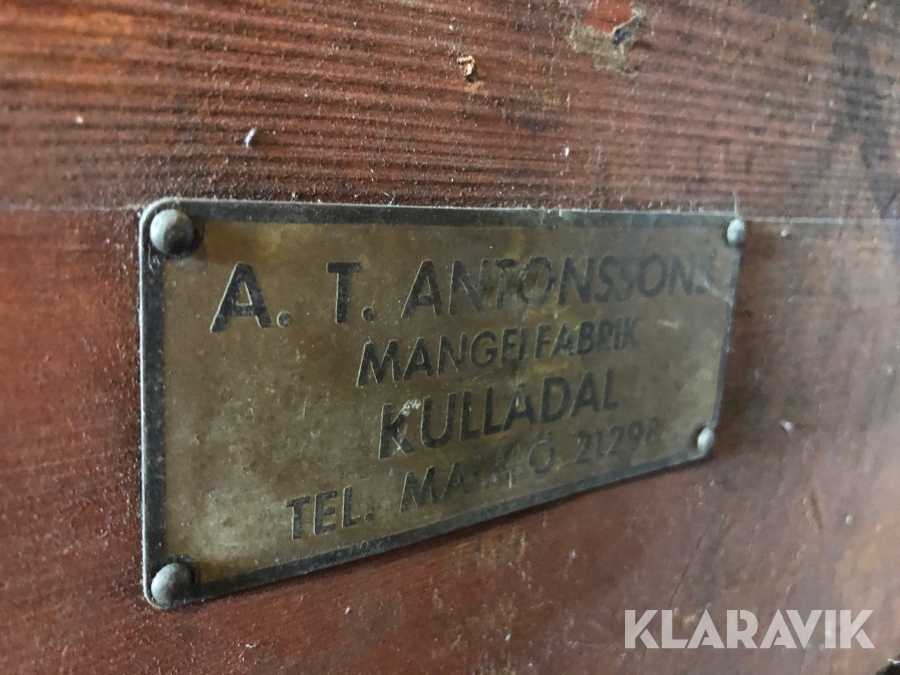 A. T. ANTONSSONS
MANGELFABRIK
KULLADAL
TEL. MALMÖ 21298
KLARAVIK